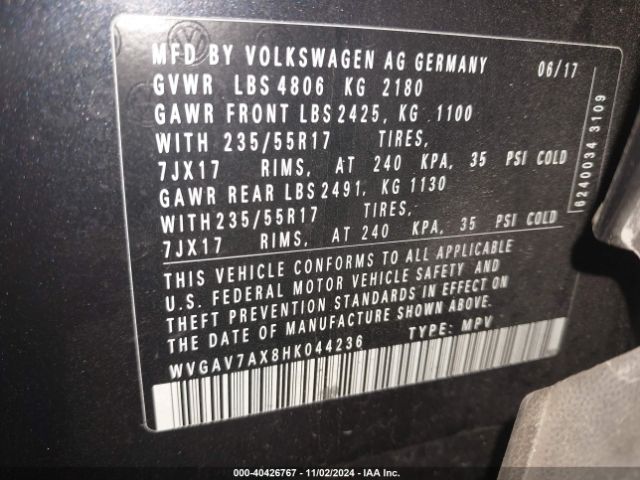 MFD BY VOLKSWAGEN AG GERMANY 06/17
GVWR LBS 4806 KG 2180
GAWR FRONT LBS 2425, KG 1100
WITH 235/55R17 TIRES,
7JX17 RIMS, AT 240 KPA, 35 PSI COLD
GAWR REAR LBS 2491, KG 1130
WITH 235/55R17 TIRES,
7JX17 RIMS, AT 240 KPA, 35 PSI COLD
THIS VEHICLE CONFORMS TO ALL APPLICABLE
U.S. FEDERAL MOTOR VEHICLE SAFETY AND
THEFT PREVENTION STANDARDS IN EFFECT ON
THE DATE OF MANUFACTURE SHOWN ABOVE.
WVGAV7AX8HK044236 TYPE: MPV
6240034 3109
000-40426767 - 11/02/2024 - IAA Inc.